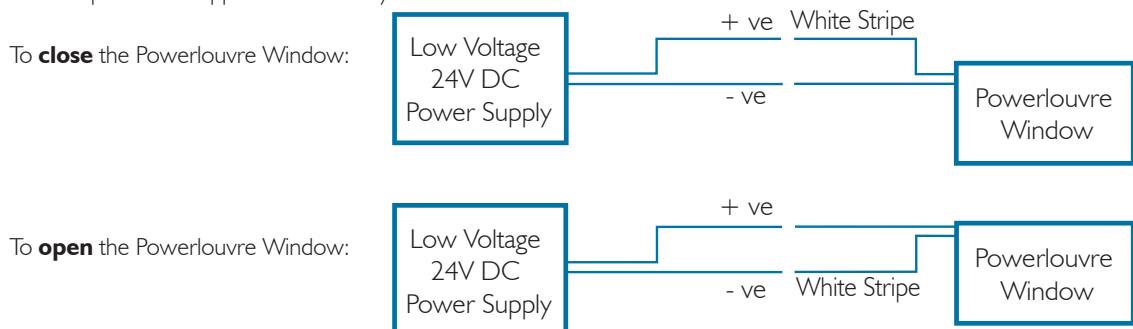 + ve White Stripe
To close the Powerlouvre Window:
Low Voltage
24V DC
Power Supply
- ve
Powerlouvre
Window
+ ve
To open the Powerlouvre Window:
Low Voltage
24V DC
Power Supply
- ve White Stripe
Powerlouvre
Window